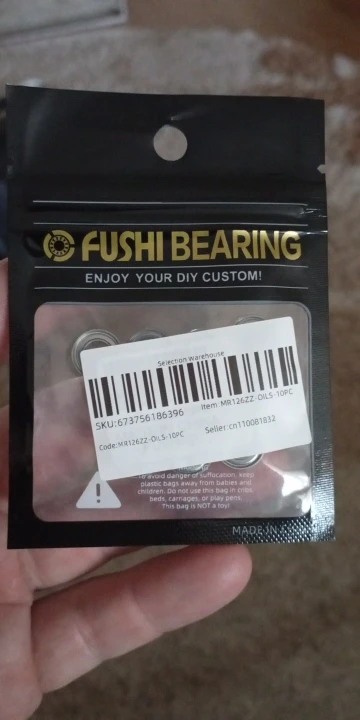 FUSHI BEARING
ENJOY YOUR DIY CUSTOM!
Selection Warehouse
SKU:673756186396
Item: MR126ZZ-OILS-10PC
Code:MR126ZZ-OILS-10PC
Seller:cn110081832
To avoid danger of suffocation, keep
plastic bags away from babies and
children. Do not use this bag in cribs,
beds, carriages, or play pens.
This bag is NOT a toy!
MADE IN